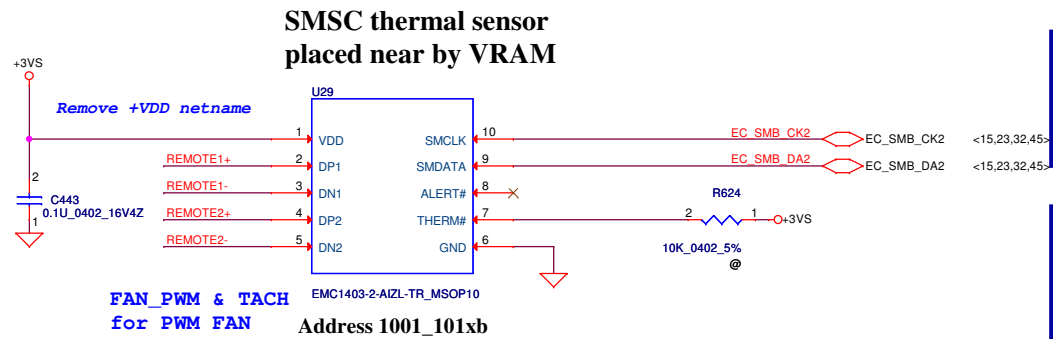 SMSC thermal sensor
placed near by VRAM
+3VS
Remove +VDD netname
U29
1 VDD
SMCLK 10 EC_SMB_CK2 EC_SMB_CK2 <15,23,32,45>
REMOTE1+ 2 DP1
SMDATA 9 EC_SMB_DA2 EC_SMB_DA2 <15,23,32,45>
REMOTE1- 3 DN1
ALERT# 8
REMOTE2+ 4 DP2
THERM# 7
REMOTE2- 5 DN2
GND 6
2
C443
0.1U_0402_16V4Z
1
R624
2 1 +3VS
10K_0402_5%
@
EMC1403-2-AIZL-TR_MSOP10
FAN_PWM & TACH
for PWM FAN
Address 1001_101xb